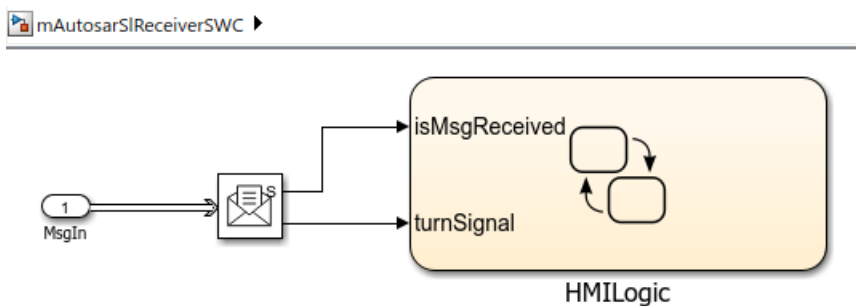 mAutosarSlReceiverSWC
isMsgReceived
S
1
MsgIn
turnSignal
HMILogic